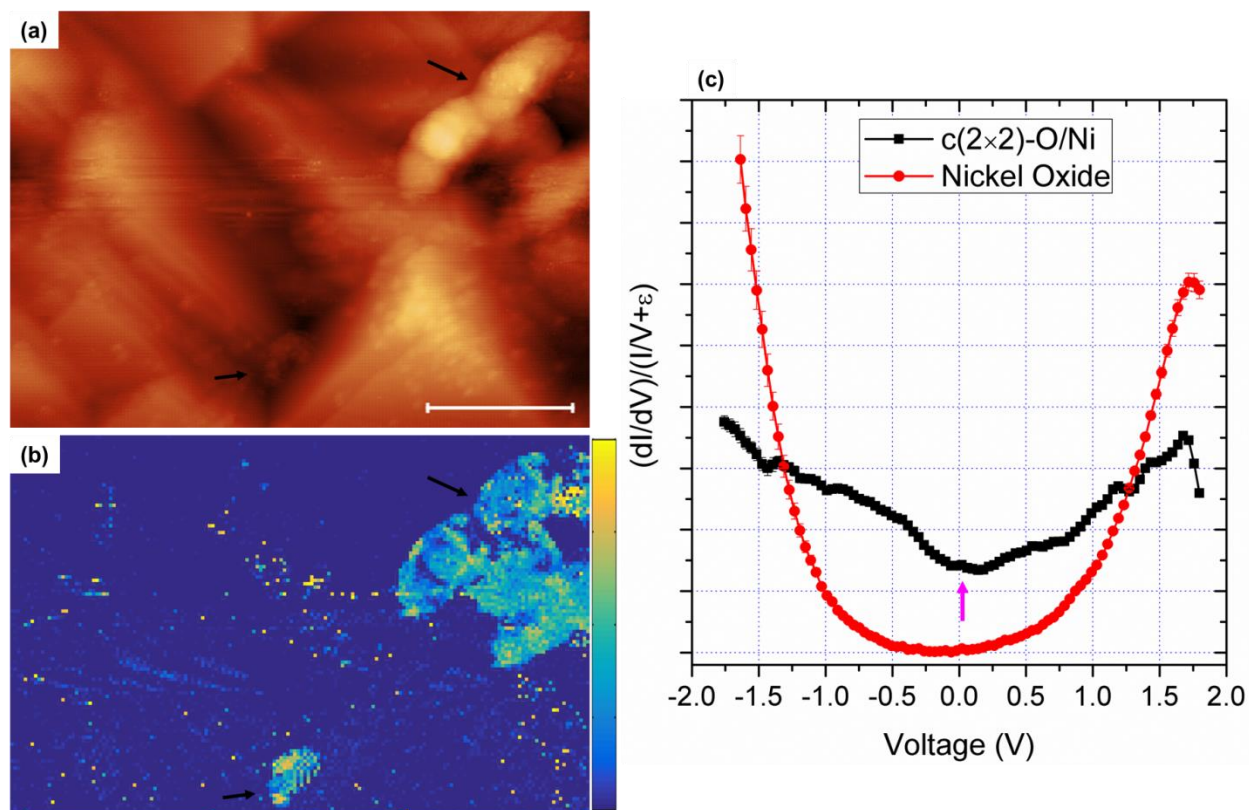 (a)
(b)
(c)
c(2×2)-O/Ni
Nickel Oxide
(dI/dV)/(I/V+ε)
-2.0 -1.5 -1.0 -0.5 0.0 0.5 1.0 1.5 2.0
Voltage (V)